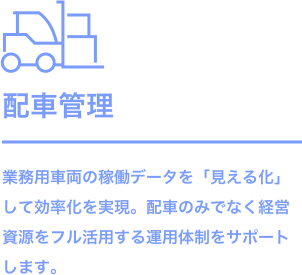 配車管理
業務用車両の稼働データを「見える化」
して効率化を実現。配車のみでなく経営
資源をフル活用する運用体制をサポート
します。